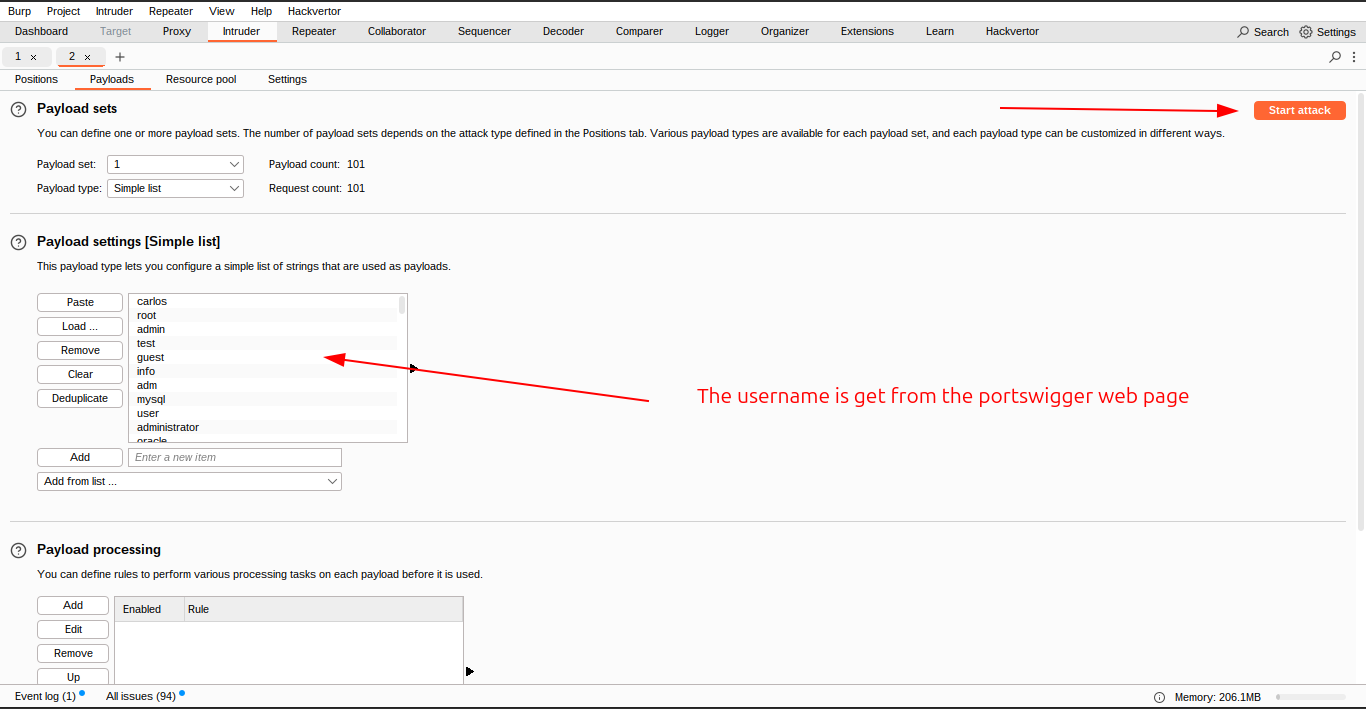 Burp Project Intruder Repeater View Help Hackvertor
Dashboard Target Proxy Intruder Repeater Collaborator Sequencer Decoder Comparer Logger Organizer Extensions Learn Hackvertor Search Settings
1 × 2 × +
Positions Payloads Resource pool Settings
? Payload sets Start attack
You can define one or more payload sets. The number of payload sets depends on the attack type defined in the Positions tab. Various payload types are available for each payload set, and each payload type can be customized in different ways.
Payload set: 1 Payload count: 101
Payload type: Simple list Request count: 101
? Payload settings [Simple list]
This payload type lets you configure a simple list of strings that are used as payloads.
Paste carlos
root
Load ... admin
test
Remove guest
info
Clear adm
mysql
The username is get from the portswigger web page
Deduplicate user
administrator
oracle
Add Enter a new item
Add from list ...
? Payload processing
You can define rules to perform various processing tasks on each payload before it is used.
Add Enabled Rule
Edit
Remove
Up
Event log (1) All issues (94) Memory: 206.1MB